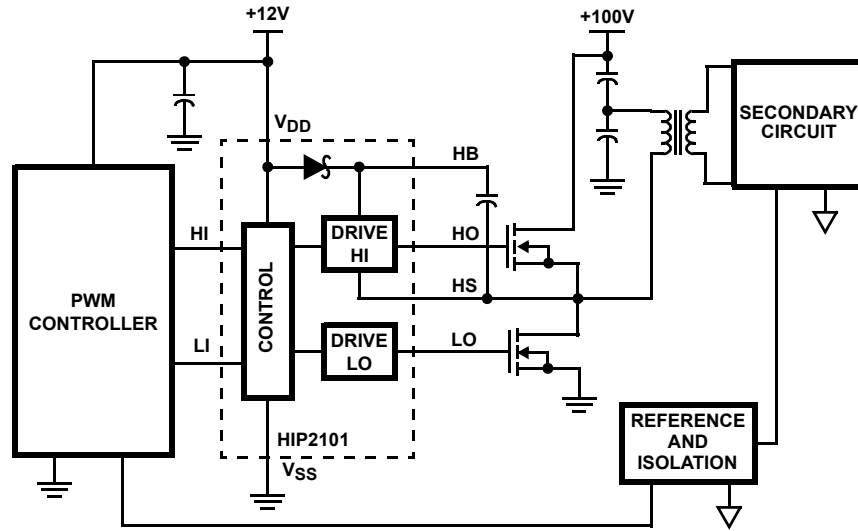 +12V
+100V
VDD
SECONDARY
CIRCUIT
HB
HI
DRIVE
HI
HO
PWM
CONTROLLER
CONTROL
HS
LI
DRIVE
LO
LO
HIP2101
VSS
REFERENCE
AND
ISOLATION